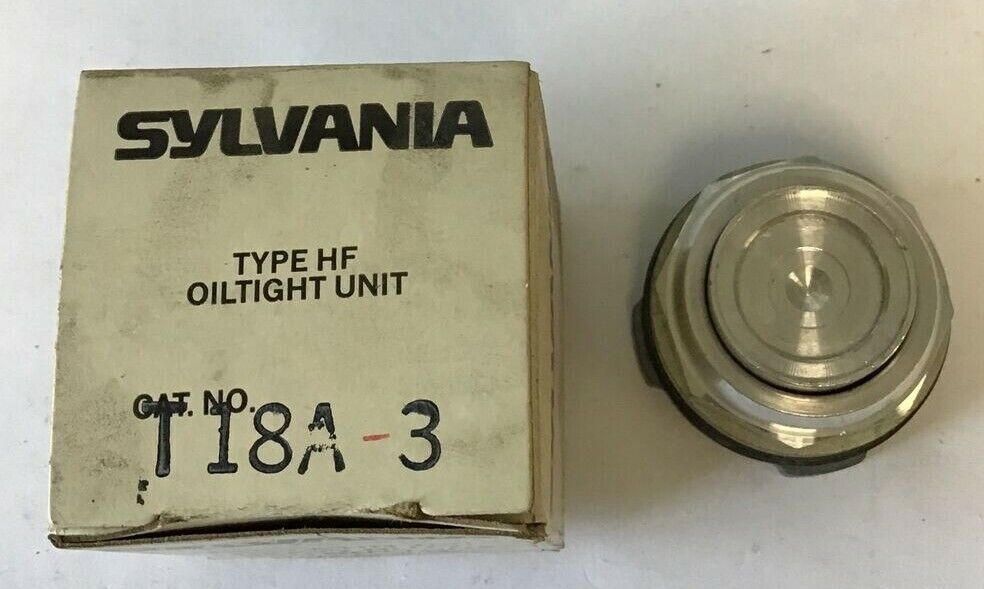 SYLVANIA
TYPE HF
OILTIGHT UNIT
CAT. NO.
T18A-3